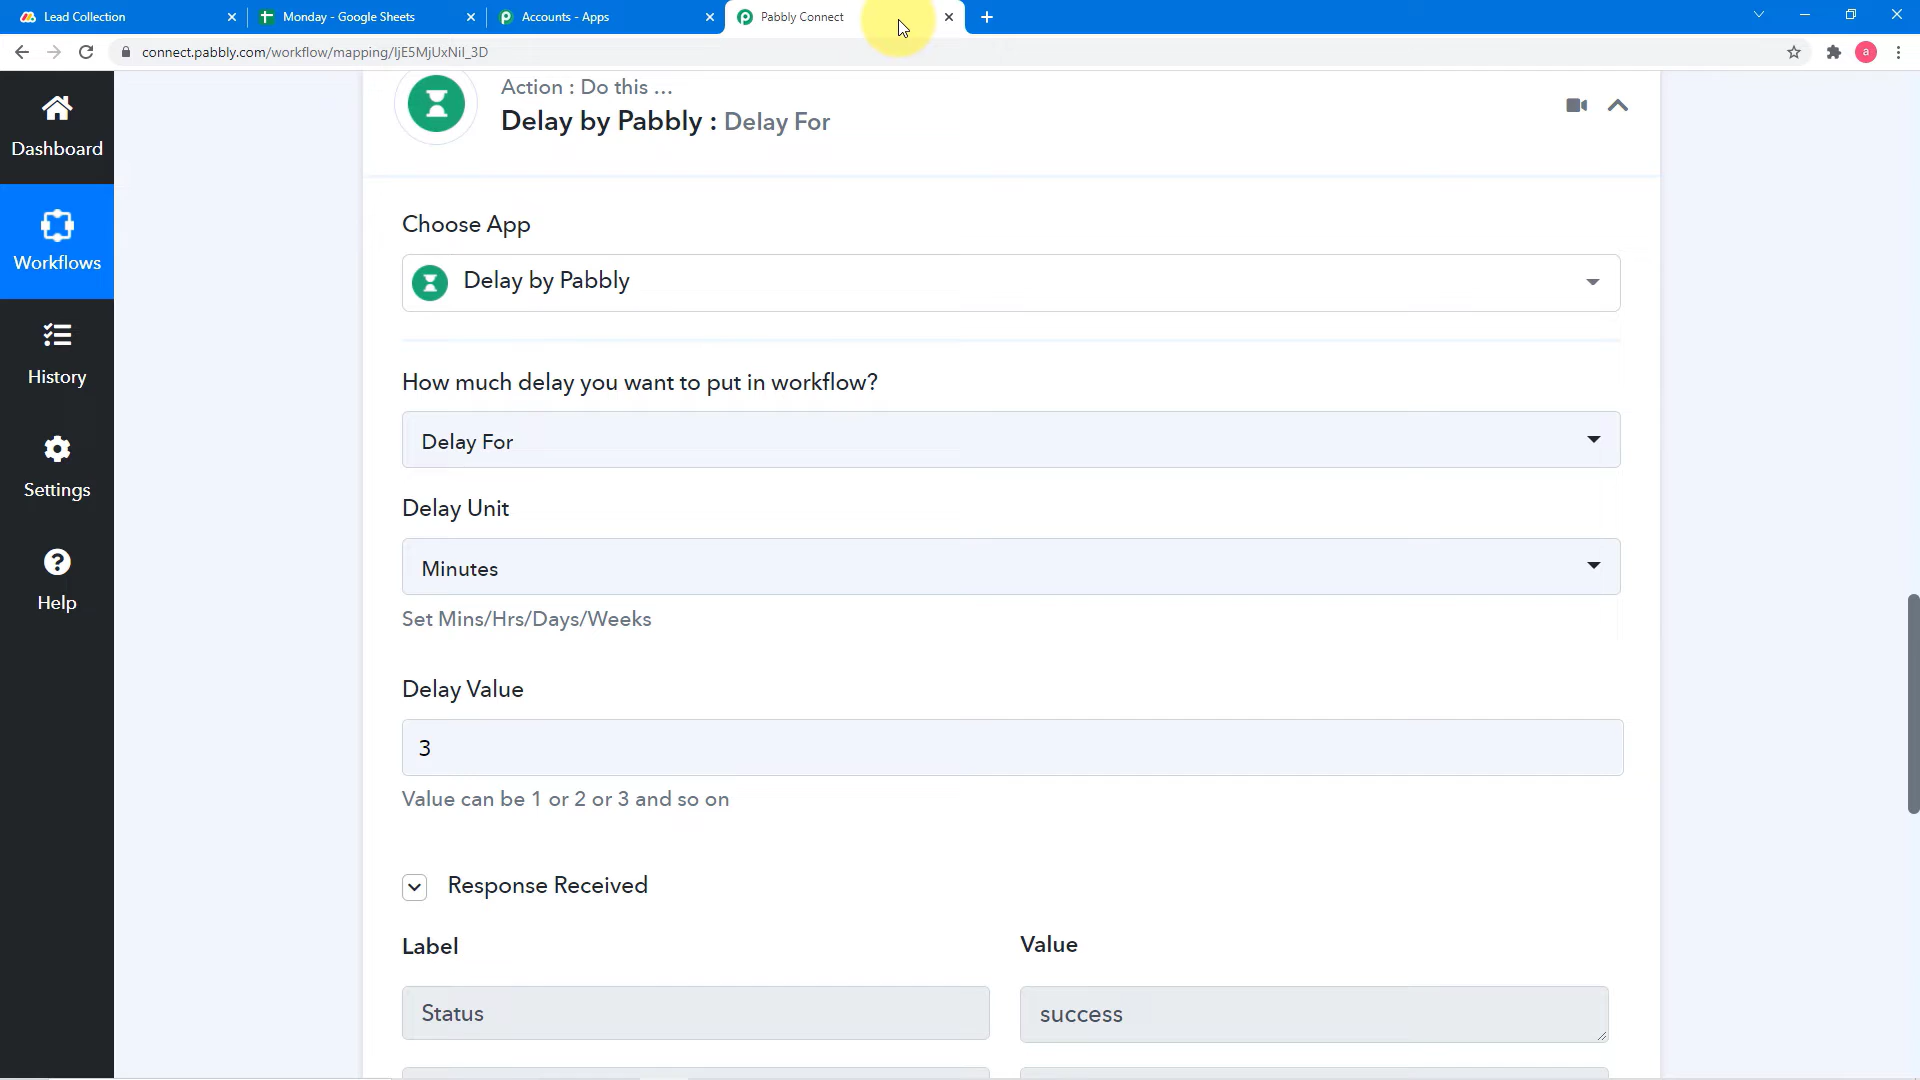 Lead Collection
Monday - Google Sheets
Accounts - Apps
Pabbly Connect
connect.pabbly.com/workflow/mapping/IjE5MjUxNiI_3D
a
Dashboard
Workflows
History
Settings
Help
Action : Do this ...
Delay by Pabbly : Delay For
Choose App
Delay by Pabbly
How much delay you want to put in workflow?
Delay For
Delay Unit
Minutes
Set Mins/Hrs/Days/Weeks
Delay Value
3
Value can be 1 or 2 or 3 and so on
Response Received
Label
Value
Status
success